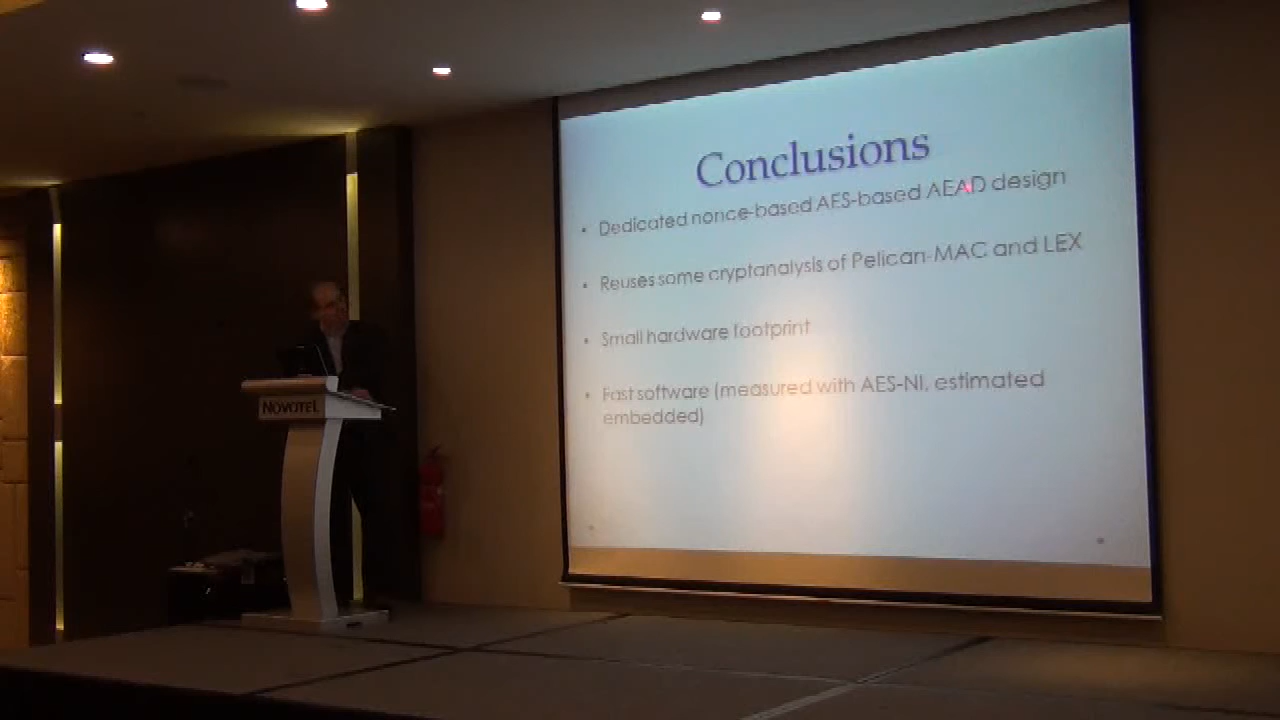 Conclusions
• Dedicated nonce-based AES-based AEAD design
• Reuses some cryptanalysis of Pelican-MAC and LEX
• Small hardware footprint
• Fast software (measured with AES-NI, estimated
embedded)
NOVOTEL